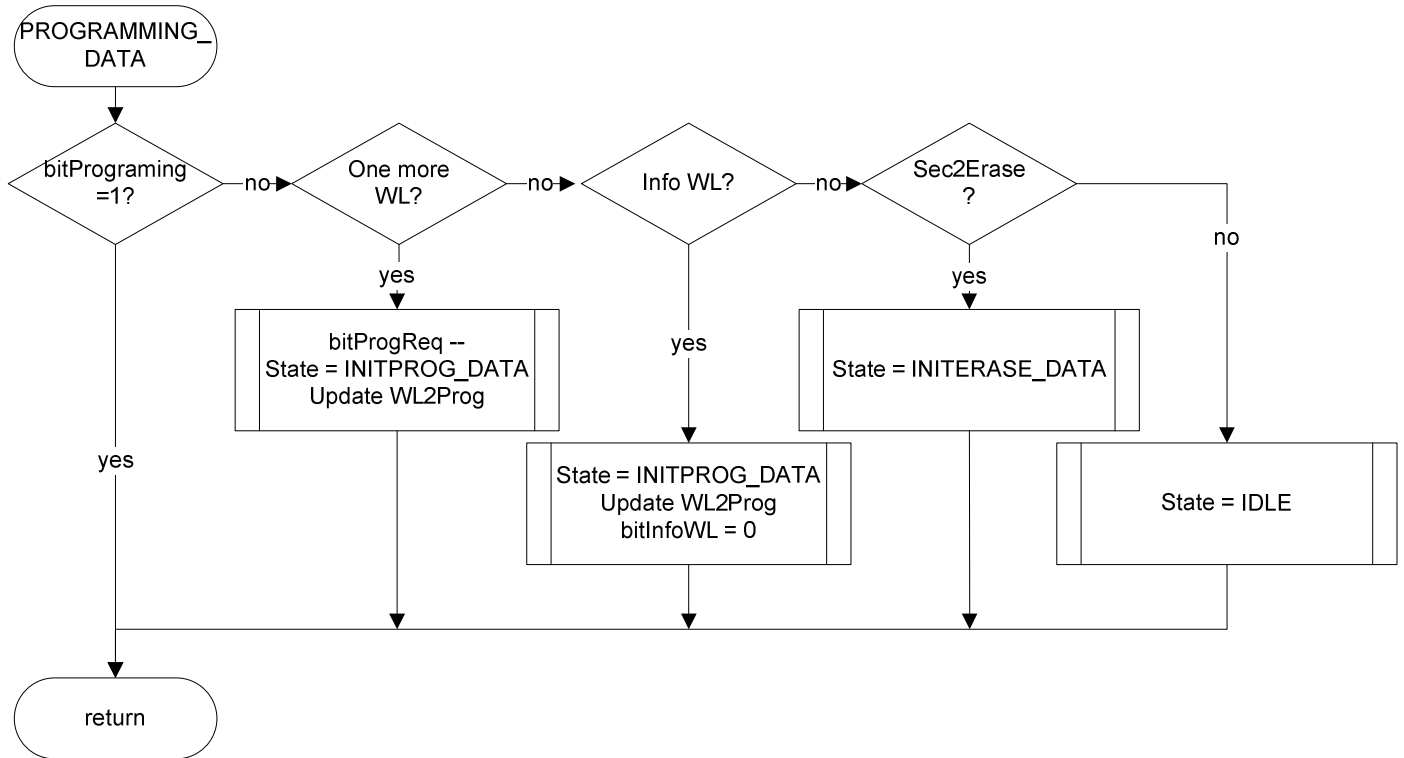 PROGRAMMING_
DATA
bitPrograming
=1?
no
One more
WL?
no
Info WL?
no
Sec2Erase
?
no
yes
yes
bitProgReq --
State = INITPROG_DATA
Update WL2Prog
yes
State = INITERASE_DATA
yes
State = INITPROG_DATA
Update WL2Prog
bitInfoWL = 0
State = IDLE
return